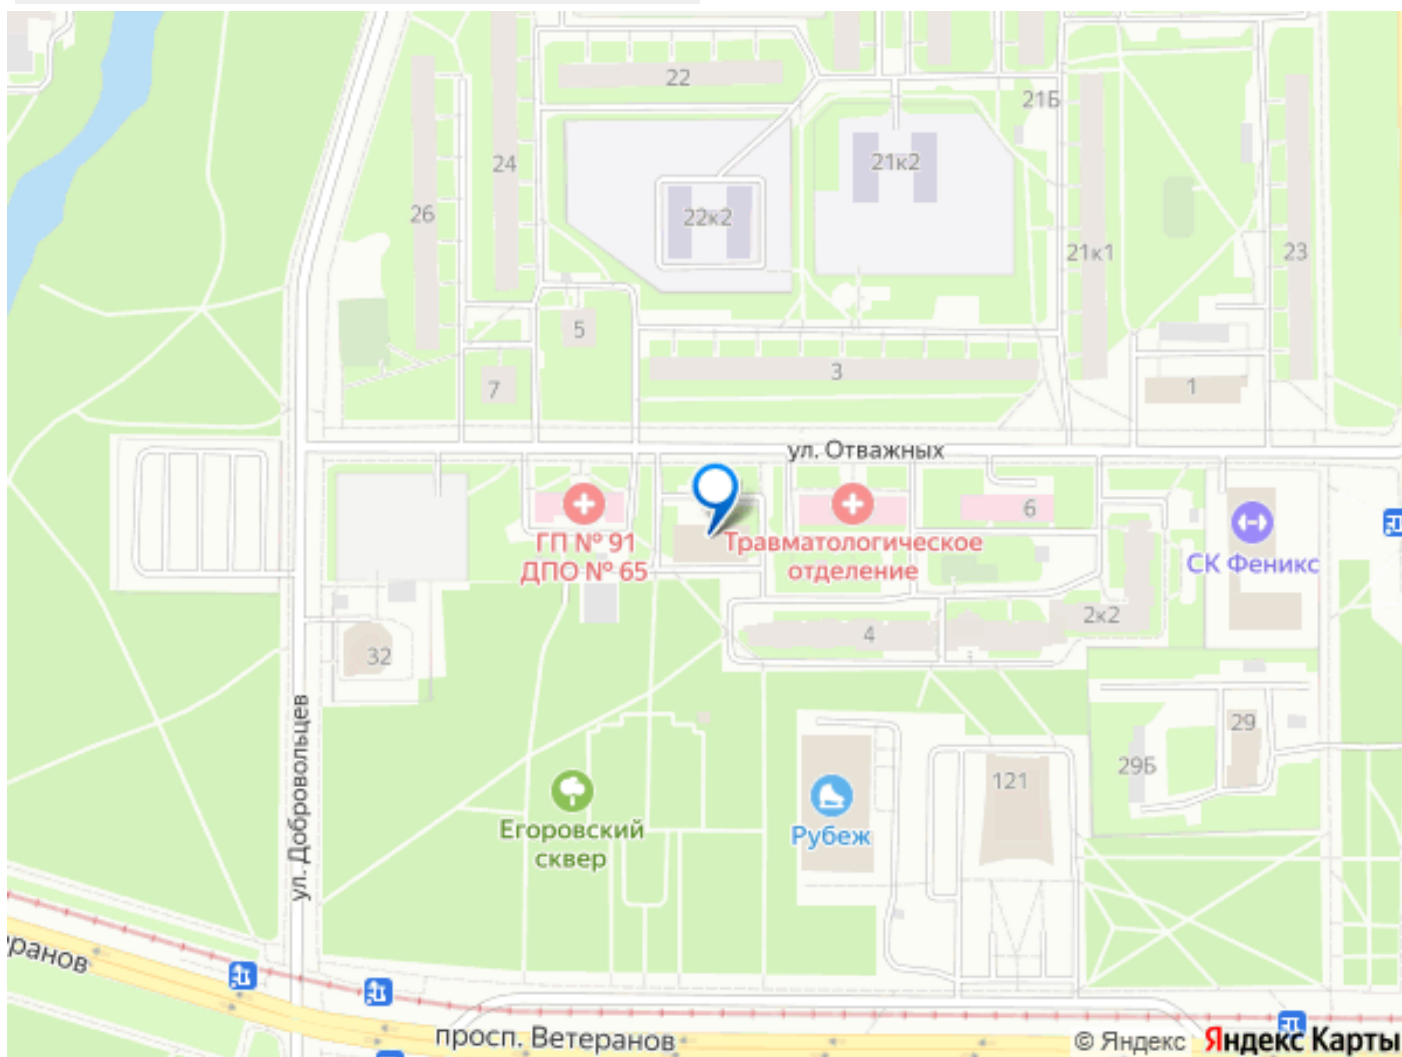 22
21Б
24
21к2
26
22к2
21к1
23
5
3
7
1
ул. Отважных
6
ГП № 91
ДПО № 65
Травматологическое
отделение
СК Феникс
2к2
4
32
29
29Б
121
ул. Добровольцев
Егоровский
сквер
Рубеж
еранов
просп. Ветеранов
© Яндекс Яндекс Карты